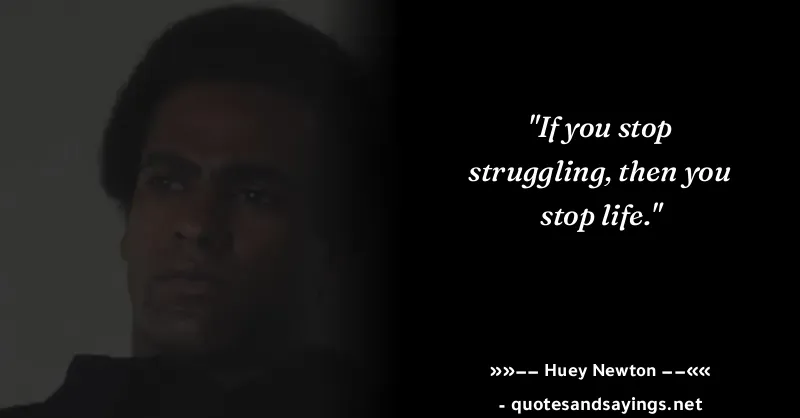 "If you stop
struggling, then you
stop life."
»»−− Huey Newton −−««
- quotesandsayings.net